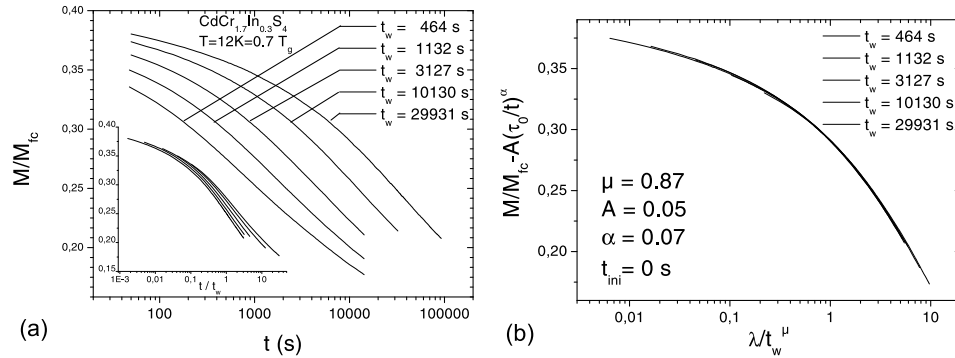 CdCr1.7In0.3S4
T=12K=0.7 Tg
tw = 464 s
tw = 1132 s
tw = 3127 s
tw = 10130 s
tw = 29931 s
0,40
0,35
0,30
0,25
0,20
M/Mfc
0,40
0,35
0,30
0,25
0,20
0,15
1E-3 0,01 0,1 1 10
t / tw
100 1000 10000 100000
t (s)
(a)
tw = 464 s
tw = 1132 s
tw = 3127 s
tw = 10130 s
tw = 29931 s
0,35
0,30
0,25
0,20
M/Mfc-A(τ0/t)^α
μ = 0.87
A = 0.05
α = 0.07
tini= 0 s
0,01 0,1 1 10
λ/tw^μ
(b)